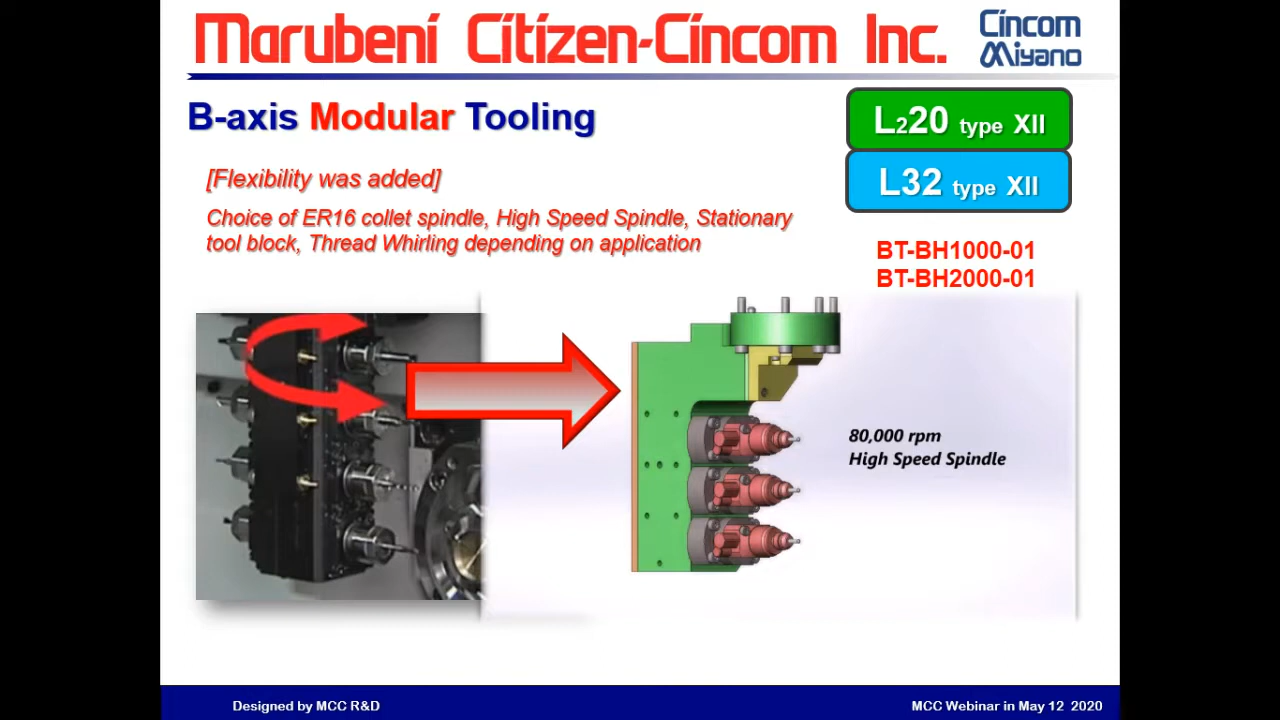 Marubeni Citizen-Cincom Inc.
Cincom
Miyano
B-axis Modular Tooling
L220 type XII
L32 type XII
[Flexibility was added]
Choice of ER16 collet spindle, High Speed Spindle, Stationary
tool block, Thread Whirling depending on application
BT-BH1000-01
BT-BH2000-01
80,000 rpm
High Speed Spindle
Designed by MCC R&D
MCC Webinar in May 12 2020